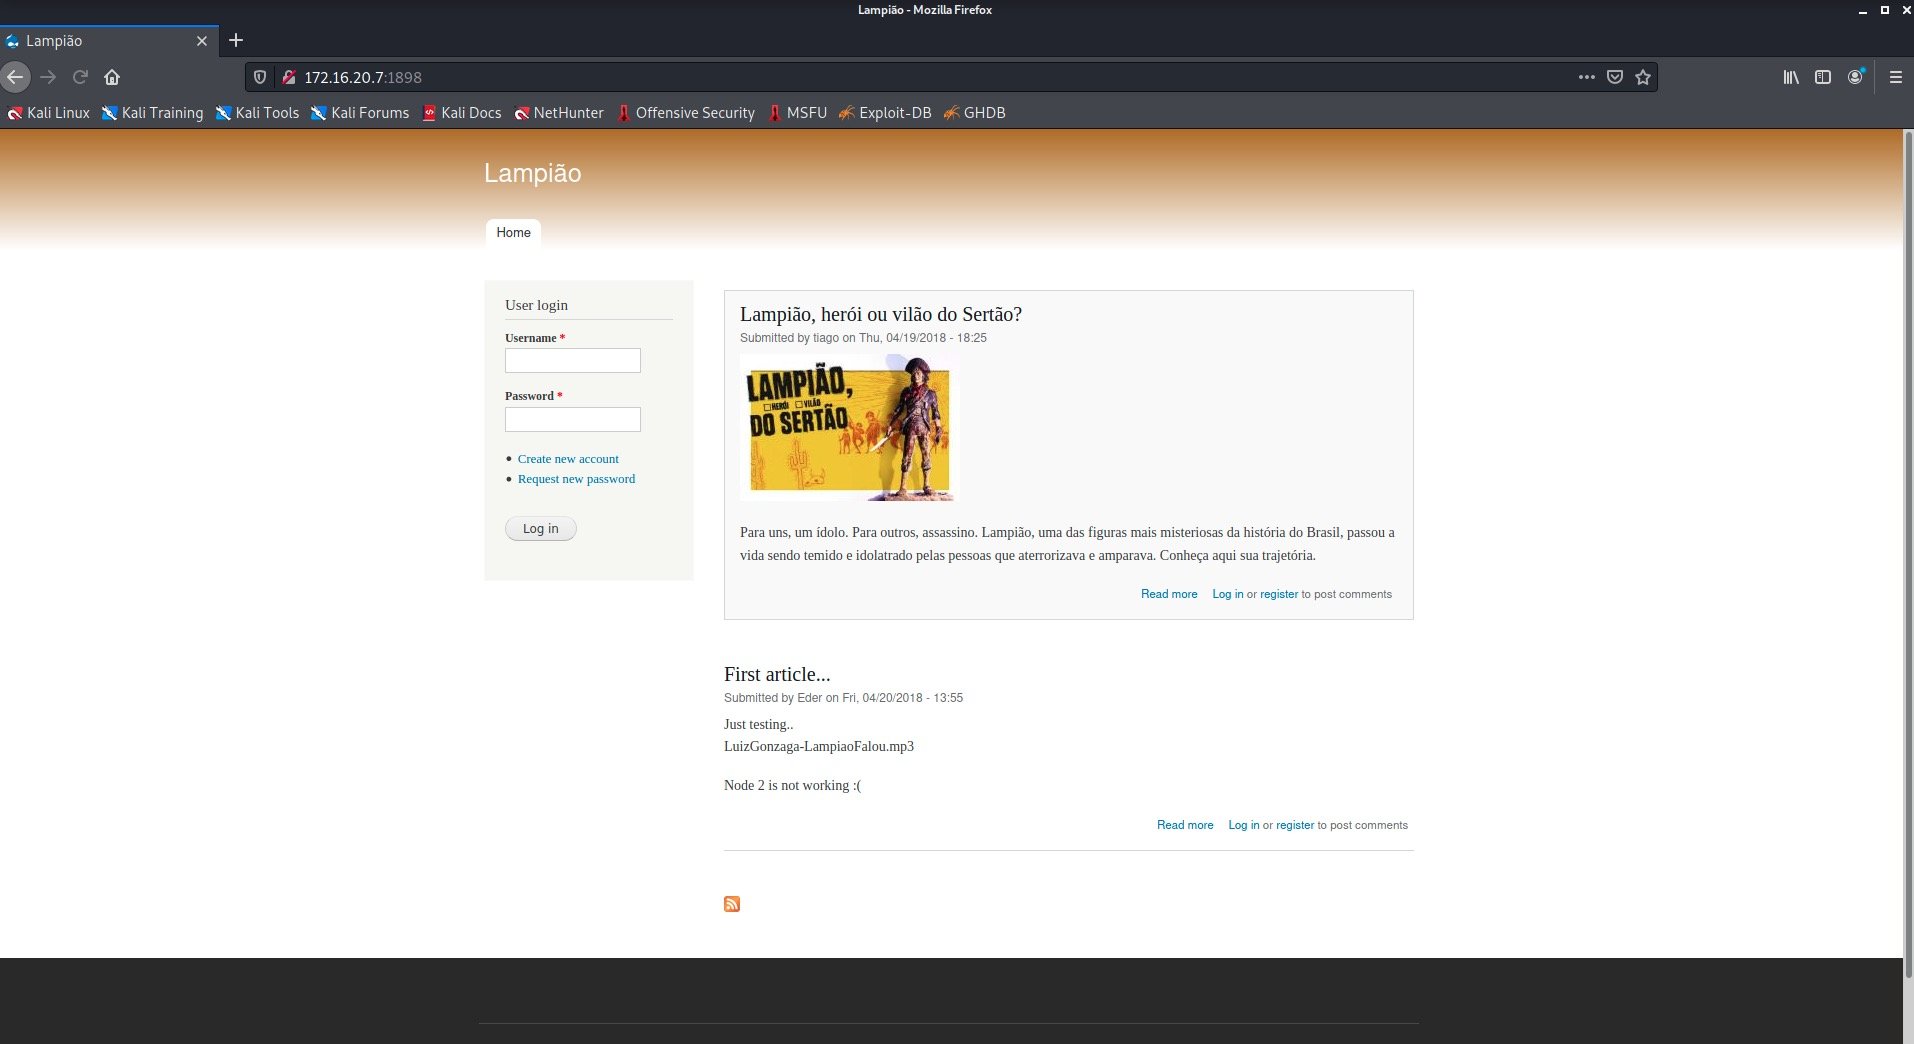 Lampião - Mozilla Firefox
Lampião
172.16.20.7:1898
Kali Linux Kali Training Kali Tools Kali Forums Kali Docs NetHunter Offensive Security MSFU Exploit-DB GHDB
Lampião
Home
User login
Username *
Password *
Create new account
Request new password
Log in
Lampião, herói ou vilão do Sertão?
Submitted by tiago on Thu, 04/19/2018 - 18:25
LAMPIÃO,
HERÓI VILÃO
DO SERTÃO
Para uns, um ídolo. Para outros, assassino. Lampião, uma das figuras mais misteriosas da história do Brasil, passou a
vida sendo temido e idolatrado pelas pessoas que aterrorizava e amparava. Conheça aqui sua trajetória.
Read more Log in or register to post comments
First article...
Submitted by Eder on Fri, 04/20/2018 - 13:55
Just testing..
LuizGonzaga-LampiaoFalou.mp3
Node 2 is not working :(
Read more Log in or register to post comments